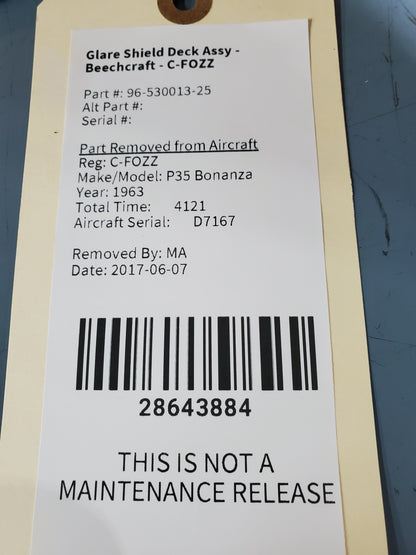 Glare Shield Deck Assy -
Beechcraft - C-FOZZ
Part #: 96-530013-25
Alt Part #:
Serial #:
Part Removed from Aircraft
Reg: C-FOZZ
Make/Model: P35 Bonanza
Year: 1963
Total Time: 4121
Aircraft Serial: D7167
Removed By: MA
Date: 2017-06-07
28643884
THIS IS NOT A
MAINTENANCE RELEASE